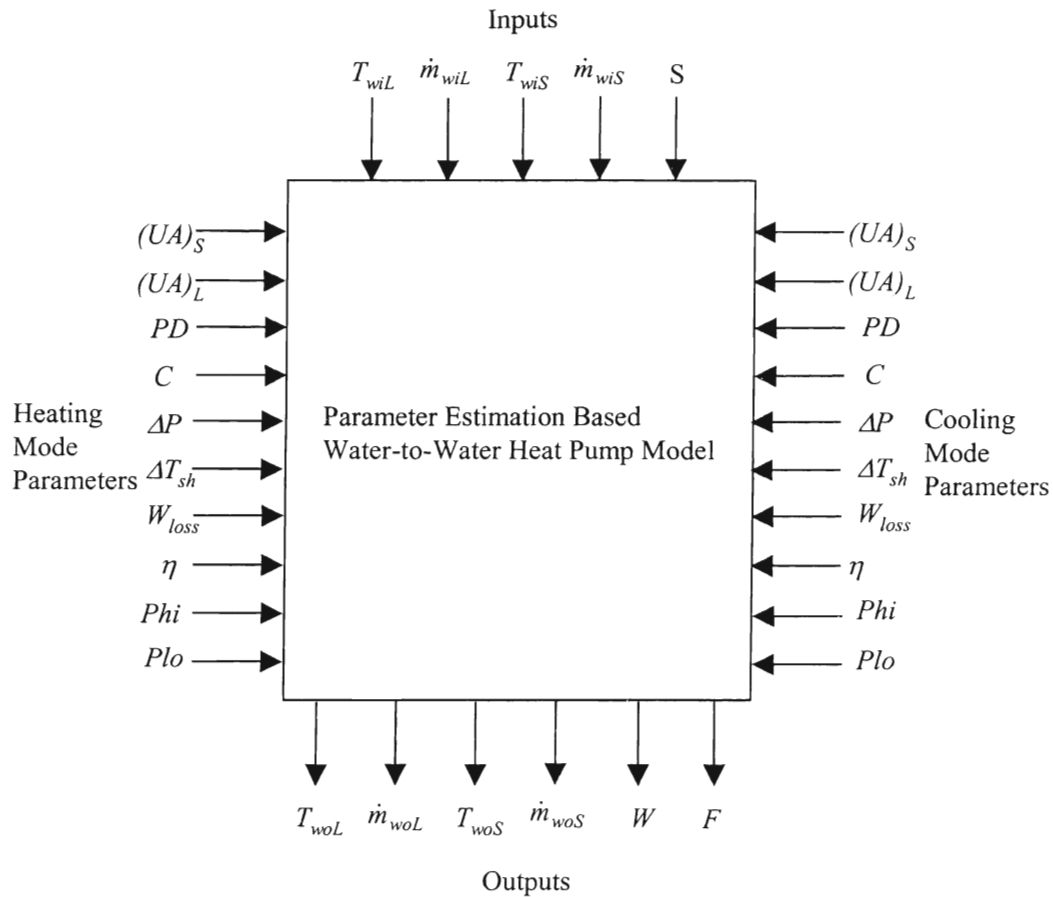 Inputs
T_wiL ṁ_wiL T_wiS ṁ_wiS S
(UA)_S (UA)_S
(UA)_L (UA)_L
PD PD
C C
Heating
Mode
Parameters
ΔP ΔP
Parameter Estimation Based
Water-to-Water Heat Pump Model
Cooling
Mode
Parameters
ΔT_sh ΔT_sh
W_loss W_loss
η η
Phi Phi
Plo Plo
T_woL ṁ_woL T_woS ṁ_woS W F
Outputs